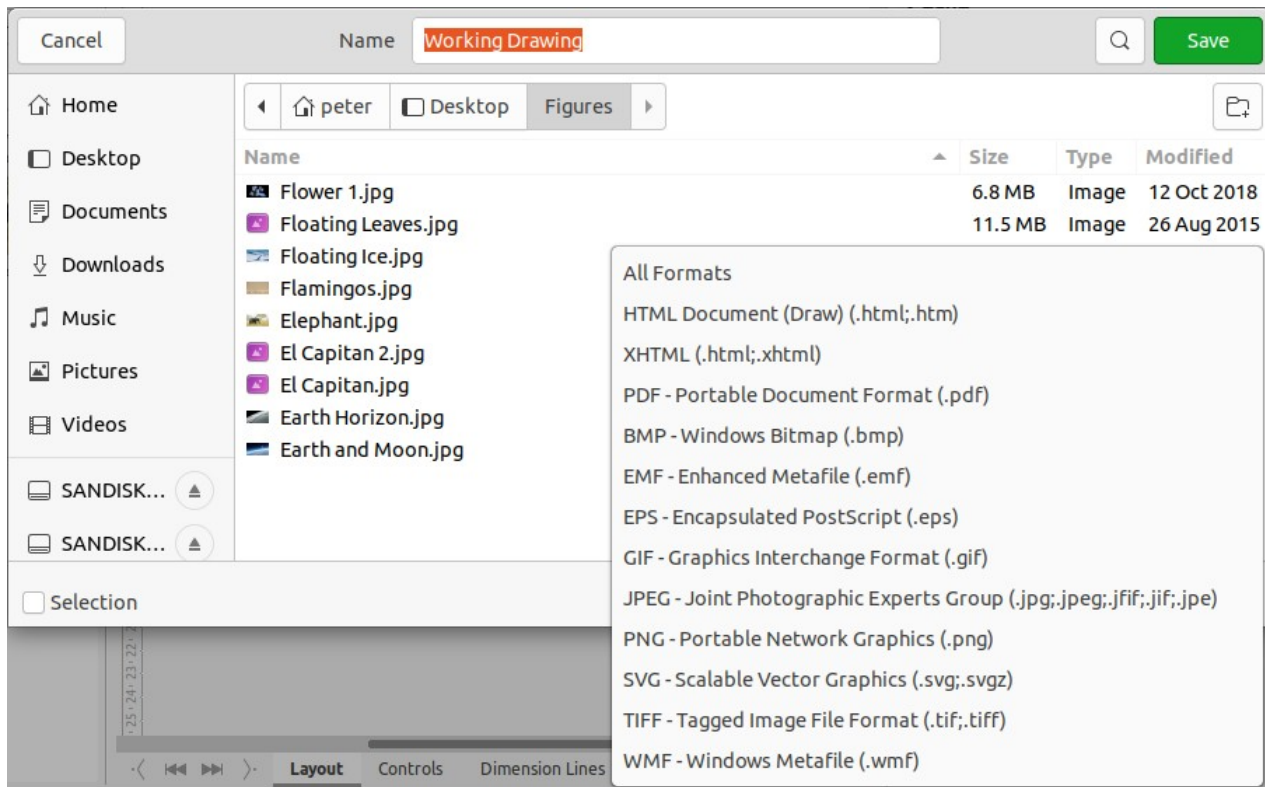 Cancel Name Working Drawing Save
Home
Desktop
Documents
Downloads
Music
Pictures
Videos
SANDISK...
SANDISK...
peter Desktop Figures
Name Size Type Modified
Flower 1.jpg 6.8 MB Image 12 Oct 2018
Floating Leaves.jpg 11.5 MB Image 26 Aug 2015
Floating Ice.jpg
Flamingos.jpg
Elephant.jpg
El Capitan 2.jpg
El Capitan.jpg
Earth Horizon.jpg
Earth and Moon.jpg
All Formats
HTML Document (Draw) (.html;.htm)
XHTML (.html;.xhtml)
PDF - Portable Document Format (.pdf)
BMP - Windows Bitmap (.bmp)
EMF - Enhanced Metafile (.emf)
EPS - Encapsulated PostScript (.eps)
GIF - Graphics Interchange Format (.gif)
JPEG - Joint Photographic Experts Group (.jpg;.jpeg;.jfif;.jif;.jpe)
PNG - Portable Network Graphics (.png)
SVG - Scalable Vector Graphics (.svg;.svgz)
TIFF - Tagged Image File Format (.tif;.tiff)
WMF - Windows Metafile (.wmf)
Selection
22 23 24 25
Layout Controls Dimension Lines